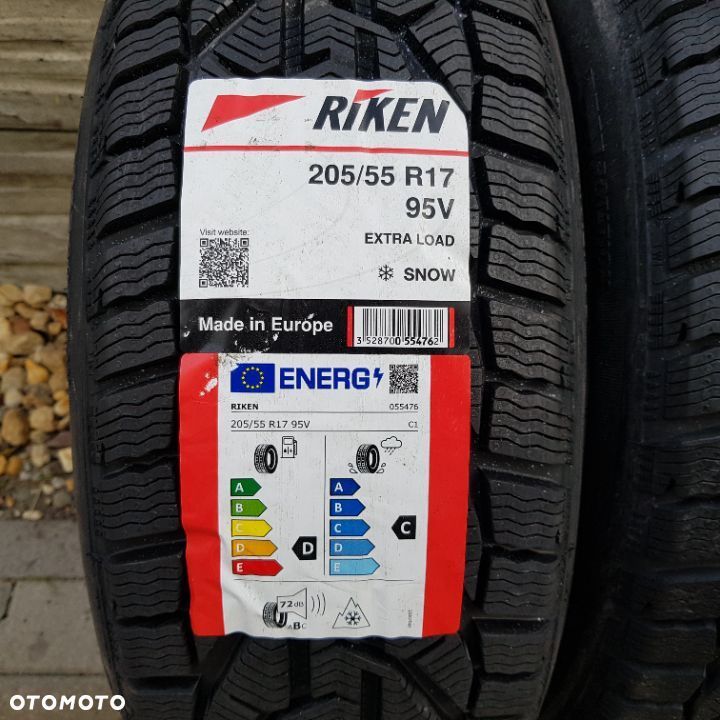 RIKEN
205/55 R17
95V
EXTRA LOAD
SNOW
Visit website:
Made in Europe
3 528700 554762
ENERG
RIKEN 055476
205/55 R17 95V C1
A A
B B
C C C
D D D
E E
72 dB
ABC
OTOMOTO